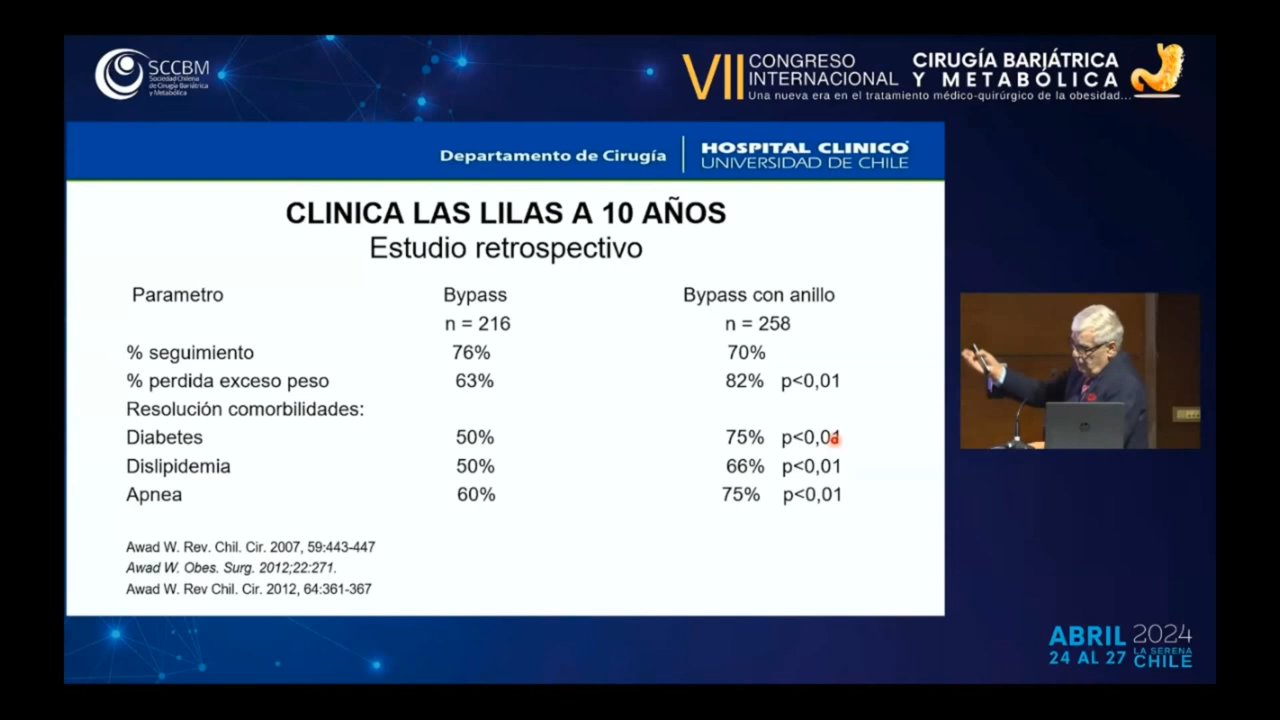 SCCBM
Sociedad Chilena
de Cirugía Bariátrica
y Metabólica
VII CONGRESO INTERNACIONAL
CIRUGÍA BARIÁTRICA Y METABÓLICA
Una nueva era en el tratamiento médico-quirúrgico de la obesidad...
Departamento de Cirugía
HOSPITAL CLINICO
UNIVERSIDAD DE CHILE
CLINICA LAS LILAS A 10 AÑOS
Estudio retrospectivo
Parametro Bypass Bypass con anillo
n = 216 n = 258
% seguimiento 76% 70%
% perdida exceso peso 63% 82% p<0,01
Resolución comorbilidades:
Diabetes 50% 75% p<0,01
Dislipidemia 50% 66% p<0,01
Apnea 60% 75% p<0,01
Awad W. Rev. Chil. Cir. 2007, 59:443-447
Awad W. Obes. Surg. 2012;22:271.
Awad W. Rev Chil. Cir. 2012, 64:361-367
hp
ABRIL 2024
24 AL 27 LA SERENA CHILE